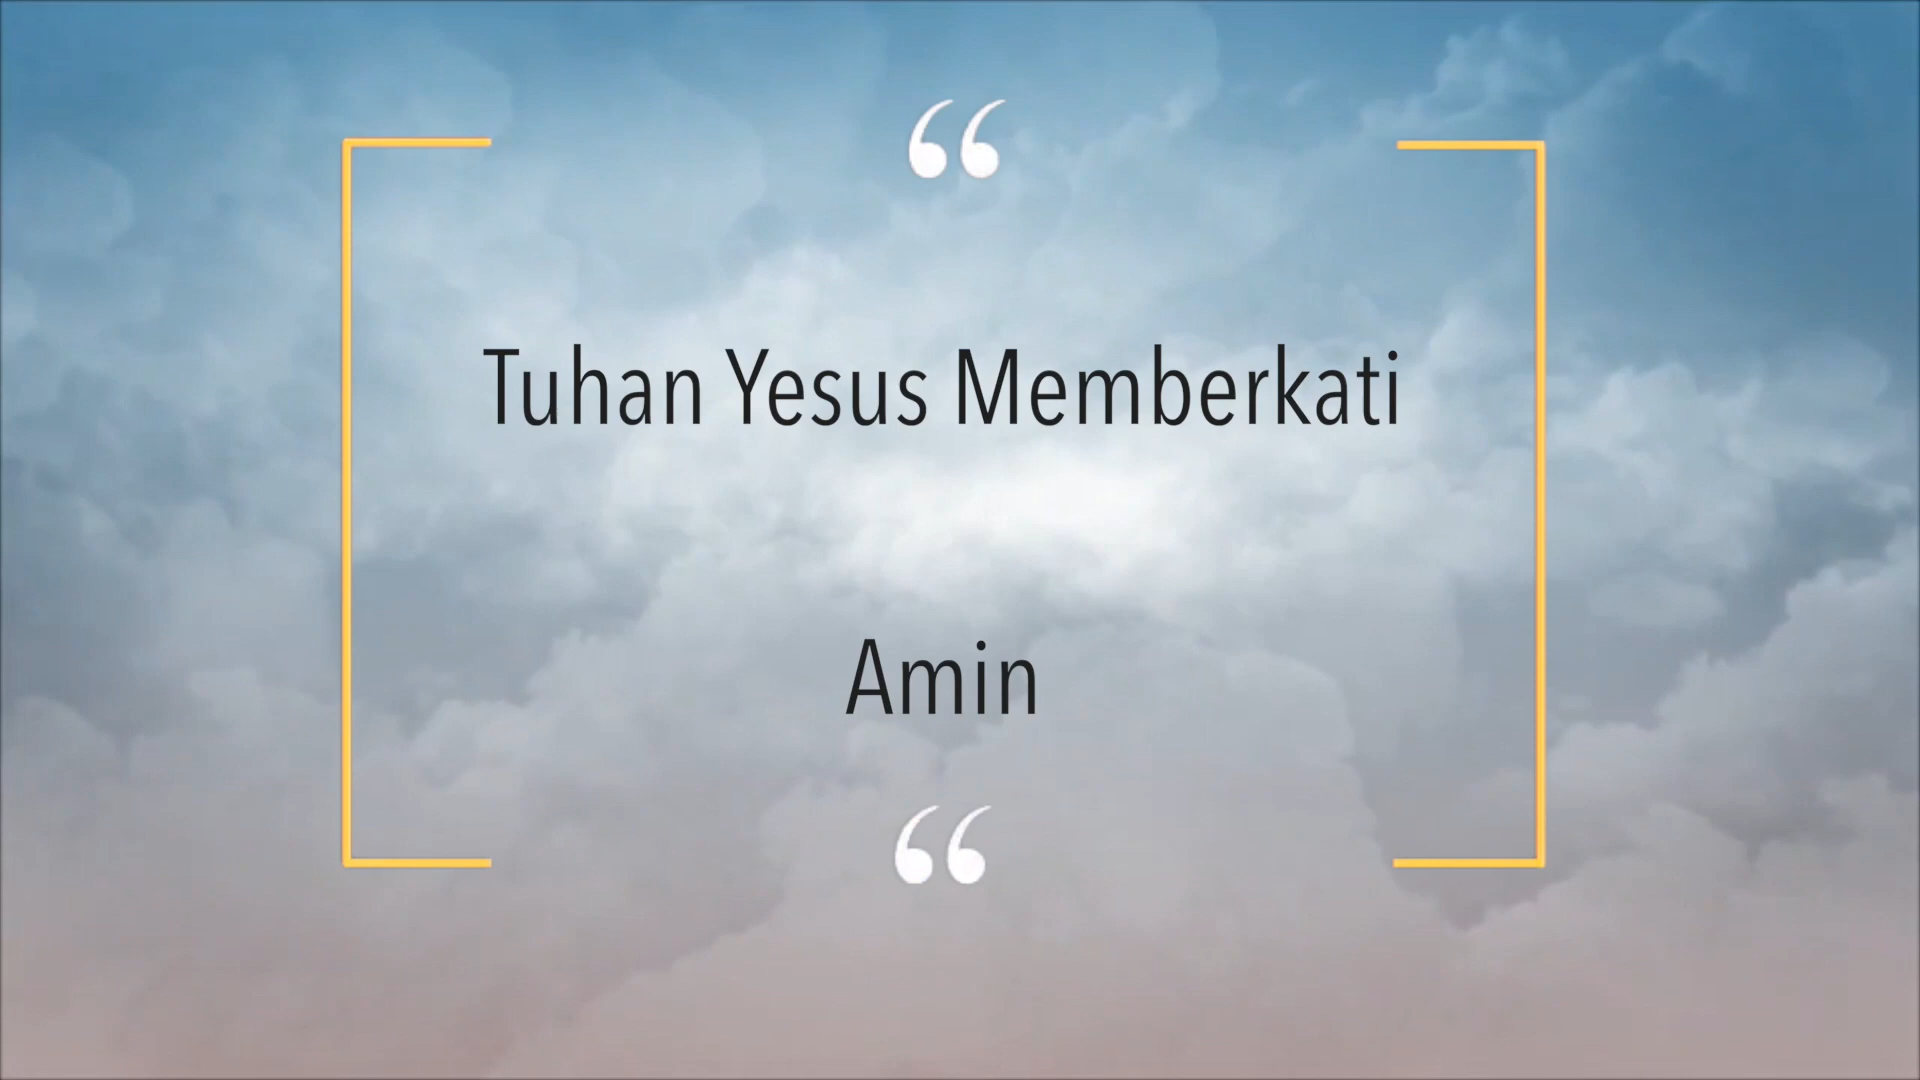 “
Tuhan Yesus Memberkati
Amin
“